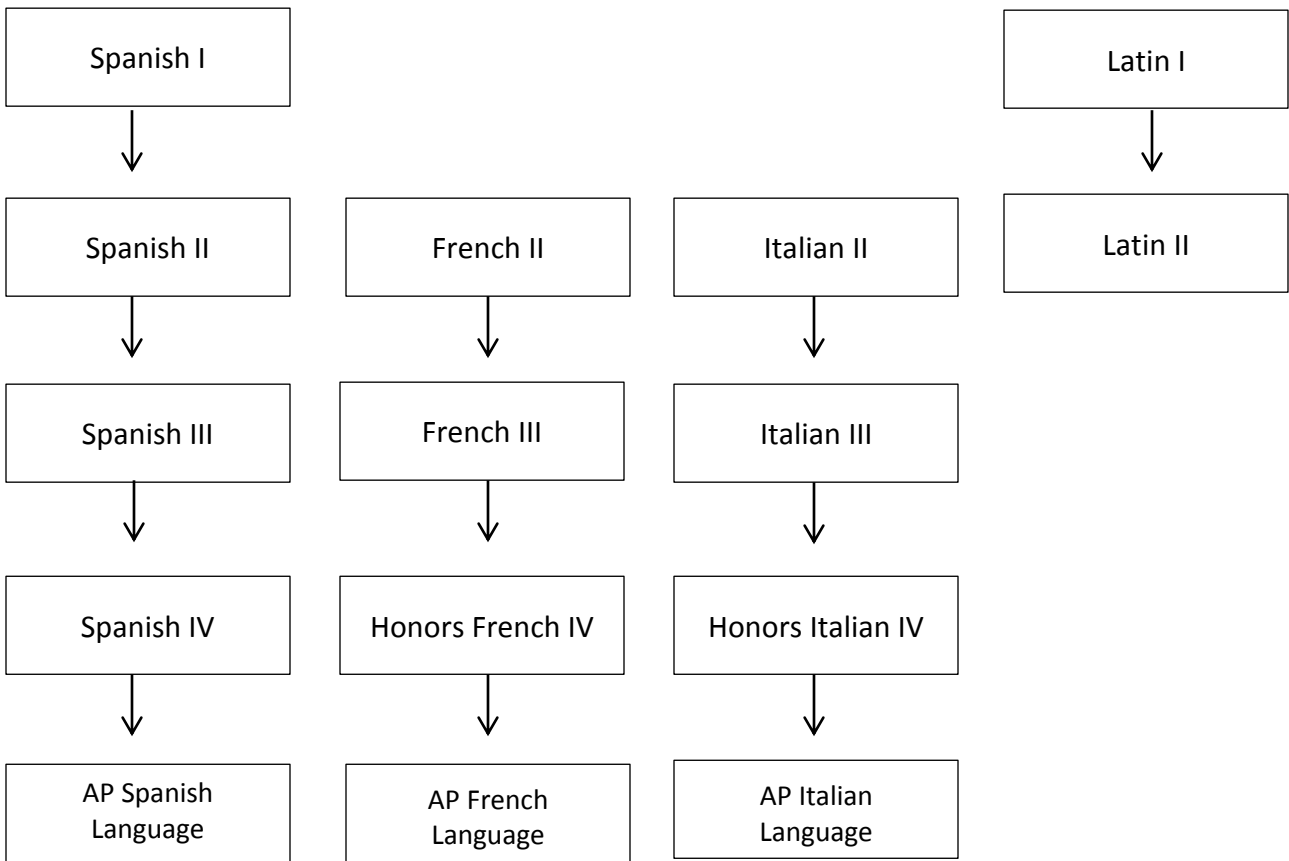 Spanish I
Latin I
Spanish II
French II
Italian II
Latin II
Spanish III
French III
Italian III
Spanish IV
Honors French IV
Honors Italian IV
AP Spanish
Language
AP French
Language
AP Italian
Language